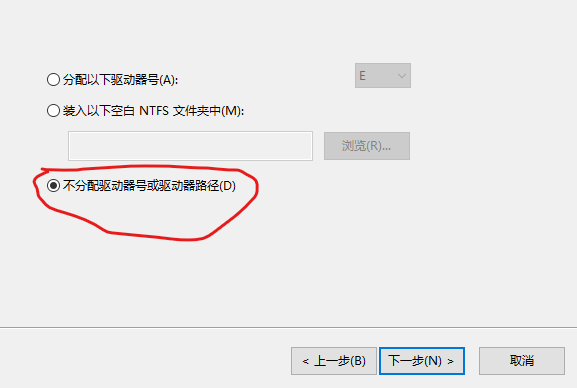 分配以下驱动器号(A):
E
装入以下空白 NTFS 文件夹中(M):
浏览(R)...
不分配驱动器号或驱动器路径(D)
< 上一步(B)
下一步(N) >
取消